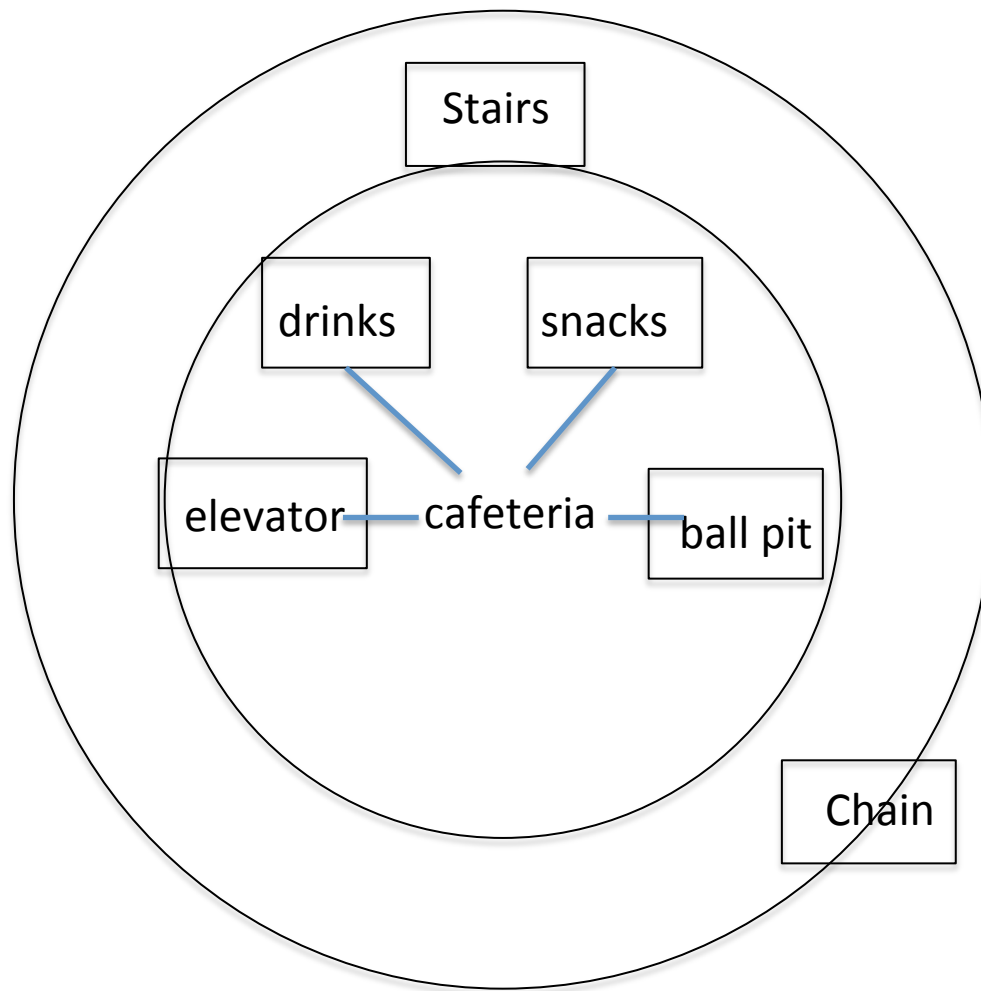 Stairs
drinks
snacks
elevator
cafeteria
ball pit
Chain